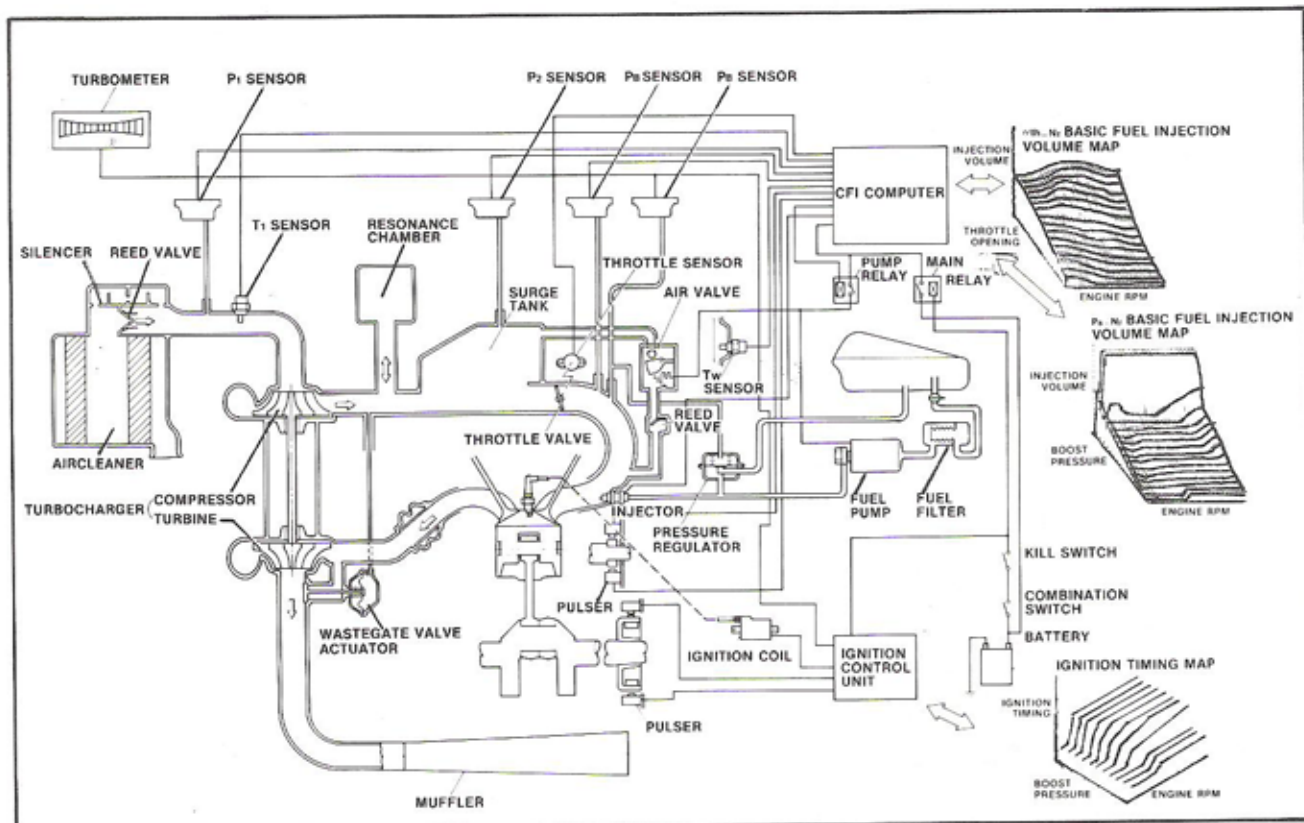 TURBOMETER
P1 SENSOR
P2 SENSOR
PB SENSOR
PB SENSOR
T1 SENSOR
RESONANCE
CHAMBER
SILENCER
REED VALVE
SURGE
TANK
THROTTLE SENSOR
AIR VALVE
CFI COMPUTER
PUMP
RELAY
MAIN
RELAY
INJECTION
VOLUME
BASIC FUEL INJECTION
VOLUME MAP
THROTTLE
OPENING
ENGINE RPM
BASIC FUEL INJECTION
VOLUME MAP
INJECTION
VOLUME
BOOST
PRESSURE
ENGINE RPM
TW
SENSOR
REED
VALVE
THROTTLE VALVE
AIRCLEANER
TURBOCHARGER
COMPRESSOR
TURBINE
INJECTOR
PRESSURE
REGULATOR
FUEL
PUMP
FUEL
FILTER
KILL SWITCH
COMBINATION
SWITCH
BATTERY
WASTEGATE VALVE
ACTUATOR
PULSER
IGNITION COIL
IGNITION
CONTROL
UNIT
PULSER
IGNITION TIMING MAP
IGNITION
TIMING
BOOST
PRESSURE
ENGINE RPM
MUFFLER